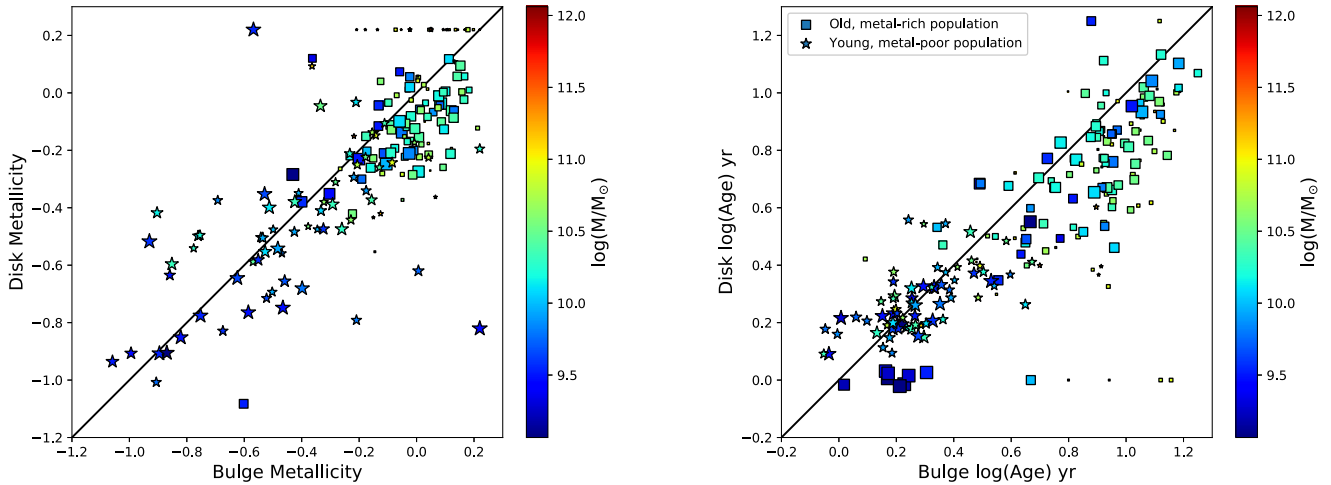 0.2
0.0
−0.2
−0.4
−0.6
−0.8
−1.0
−1.2
Disk Metallicity
−1.2 −1.0 −0.8 −0.6 −0.4 −0.2 0.0 0.2
Bulge Metallicity
12.0
11.5
11.0
10.5
10.0
9.5
log(M/M⊙)
Old, metal-rich population
Young, metal-poor population
1.2
1.0
0.8
0.6
0.4
0.2
0.0
−0.2
Disk log(Age) yr
−0.2 0.0 0.2 0.4 0.6 0.8 1.0 1.2
Bulge log(Age) yr
12.0
11.5
11.0
10.5
10.0
9.5
log(M/M⊙)